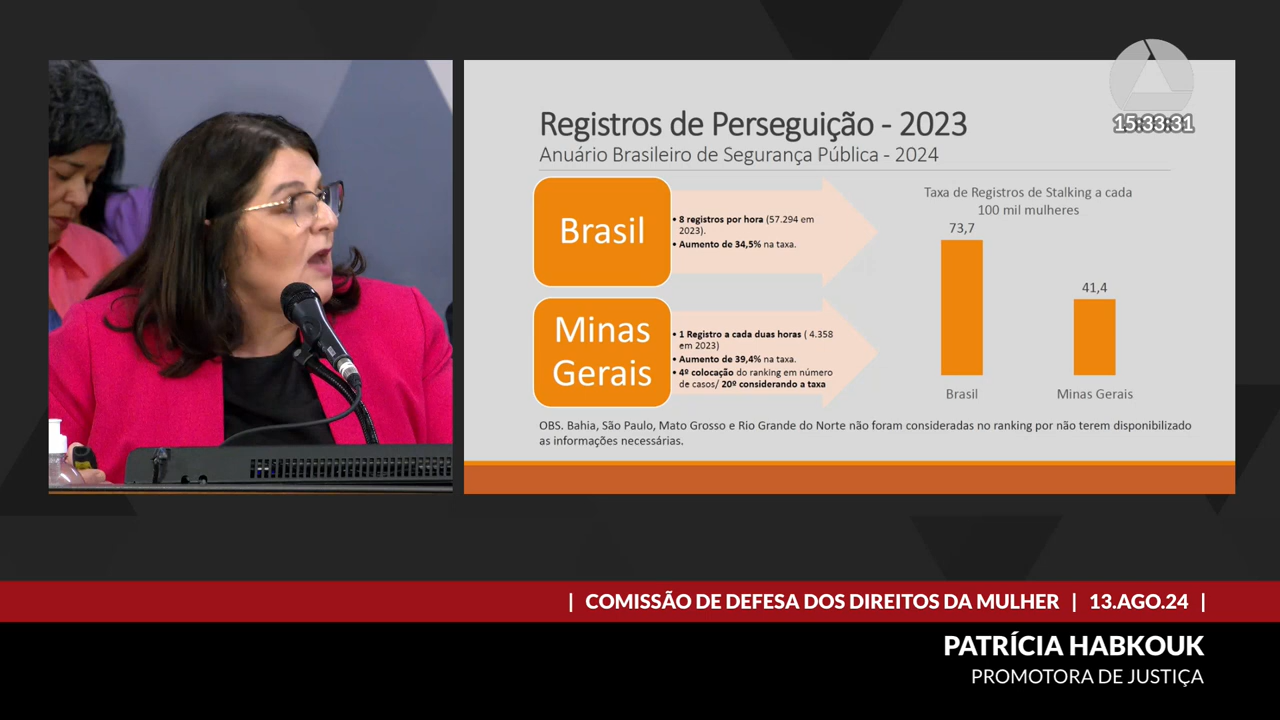 Registros de Perseguição - 2023
Anuário Brasileiro de Segurança Pública - 2024
15:33:31
Brasil
• 8 registros por hora (57.294 em
2023).
• Aumento de 34,5% na taxa.
Minas
Gerais
• 1 Registro a cada duas horas ( 4.358
em 2023)
• Aumento de 39,4% na taxa.
• 4º colocação do ranking em número
de casos/ 20º considerando a taxa
Taxa de Registros de Stalking a cada
100 mil mulheres
73,7
41,4
Brasil
Minas Gerais
OBS. Bahia, São Paulo, Mato Grosso e Rio Grande do Norte não foram consideradas no ranking por não terem disponibilizado
as informações necessárias.
| COMISSÃO DE DEFESA DOS DIREITOS DA MULHER | 13.AGO.24 |
PATRÍCIA HABKOUK
PROMOTORA DE JUSTIÇA